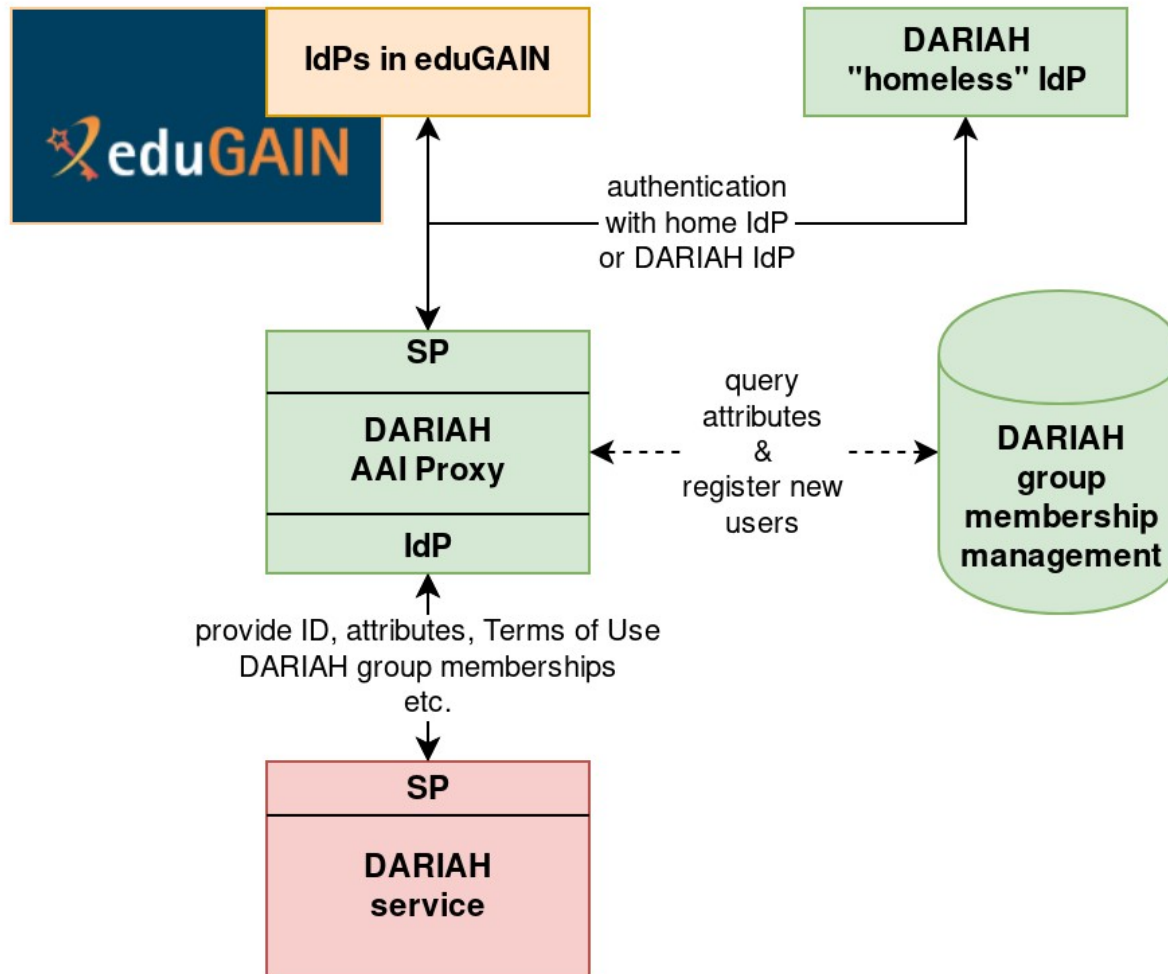 IdPs in eduGAIN
DARIAH
"homeless" IdP
eduGAIN
authentication
with home IdP
or DARIAH IdP
SP
DARIAH
AAI Proxy
IdP
query
attributes
&
register new
users
DARIAH
group
membership
management
provide ID, attributes, Terms of Use
DARIAH group memberships
etc.
SP
DARIAH
service